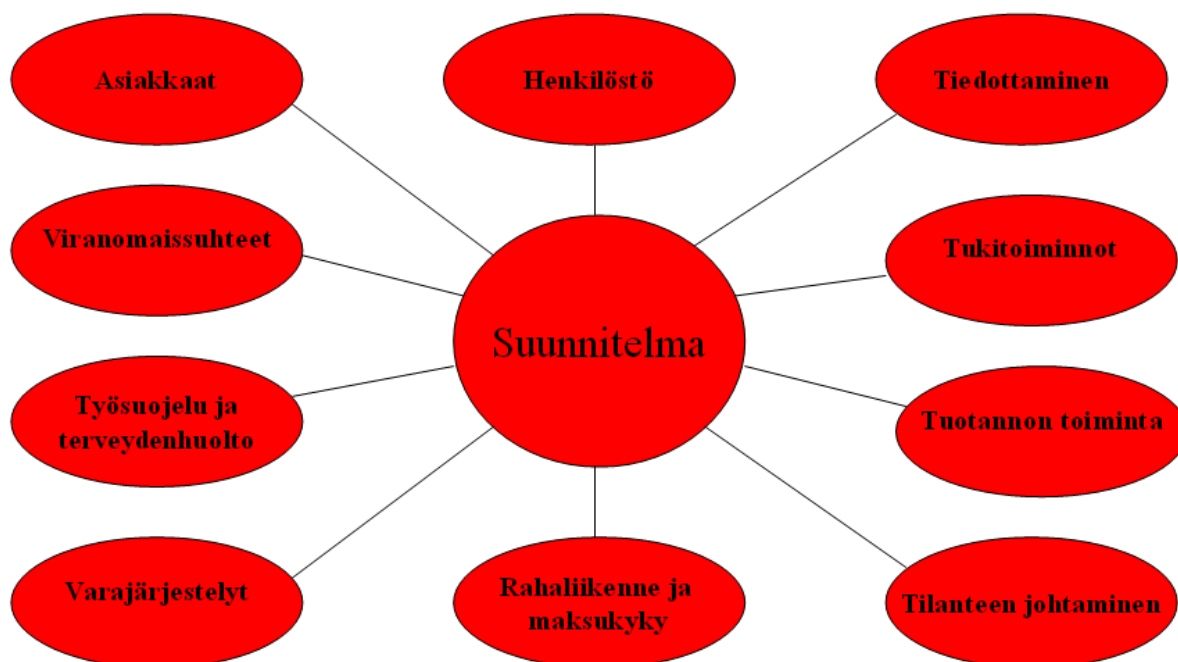 Asiakkaat
Henkilöstö
Tiedottaminen
Viranomaissuhteet
Tukitoiminnot
Suunnitelma
Työsuojelu ja
terveydenhuolto
Tuotannon toiminta
Varajärjestelyt
Rahaliikenne ja
maksukyky
Tilanteen johtaminen